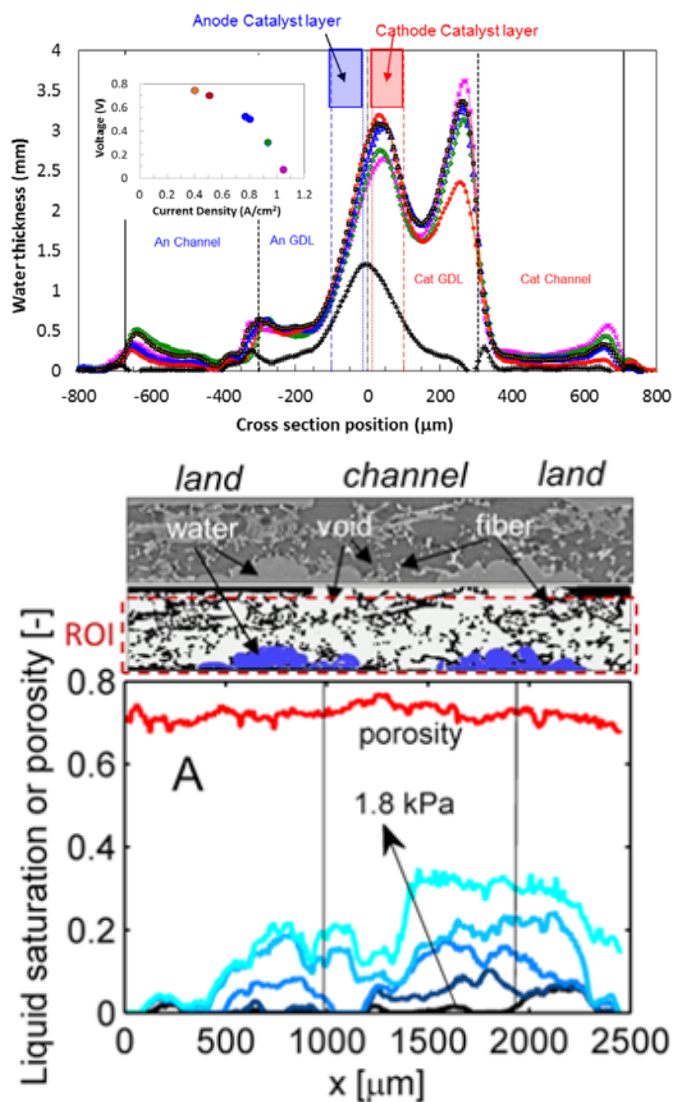 Anode Catalyst layer
Cathode Catalyst layer
4
3.5
3
2.5
2
1.5
1
0.5
0
Water thickness (mm)
0.8
0.6
0.4
0.2
0
Voltage (V)
0 0.2 0.4 0.6 0.8 1 1.2
Current Density (A/cm²)
An Channel
An GDL
Cat GDL
Cat Channel
-800 -600 -400 -200 0 200 400 600 800
Cross section position (μm)
land channel land
water void fiber
ROI
Liquid saturation or porosity [-]
0.8
0.6
0.4
0.2
0
porosity
A
1.8 kPa
0 500 1000 1500 2000 2500
x [μm]